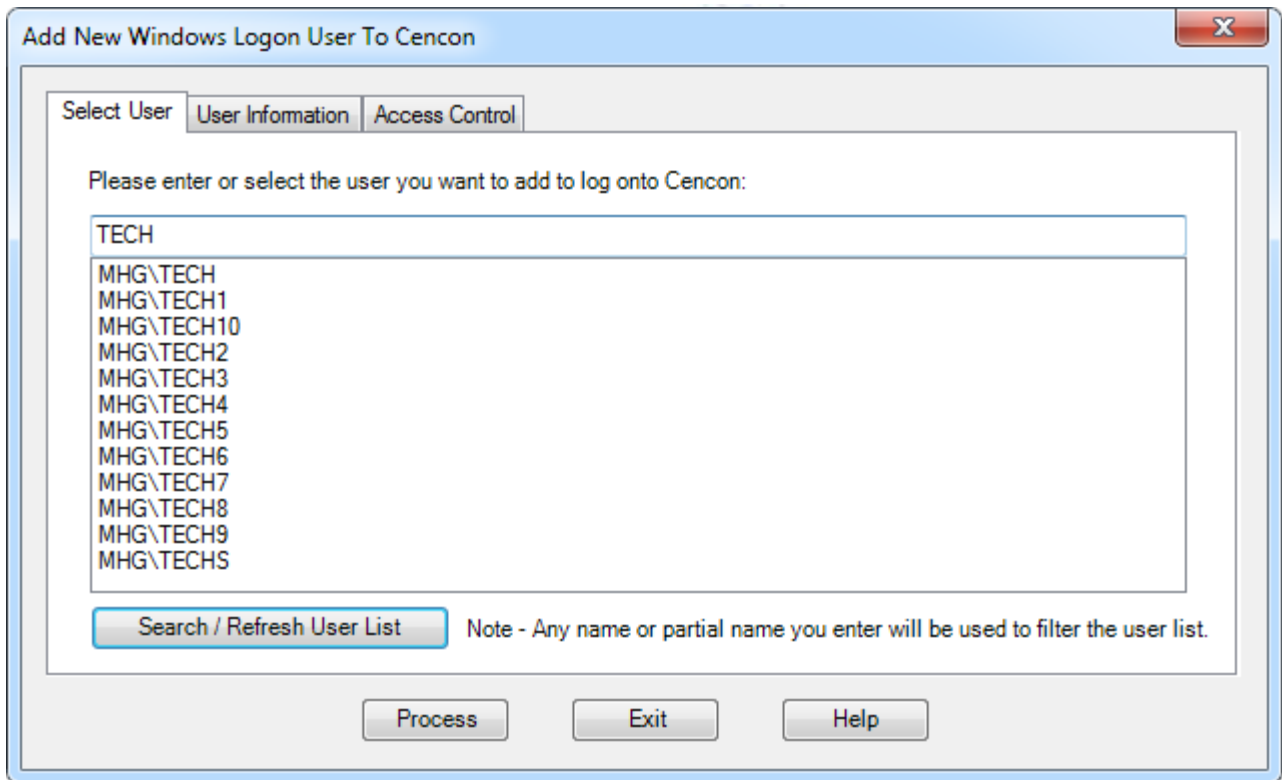 Add New Windows Logon User To Cencon
Select User
User Information
Access Control
Please enter or select the user you want to add to log onto Cencon:
TECH
MHG\TECH
MHG\TECH1
MHG\TECH10
MHG\TECH2
MHG\TECH3
MHG\TECH4
MHG\TECH5
MHG\TECH6
MHG\TECH7
MHG\TECH8
MHG\TECH9
MHG\TECHS
Search / Refresh User List
Note - Any name or partial name you enter will be used to filter the user list.
Process
Exit
Help